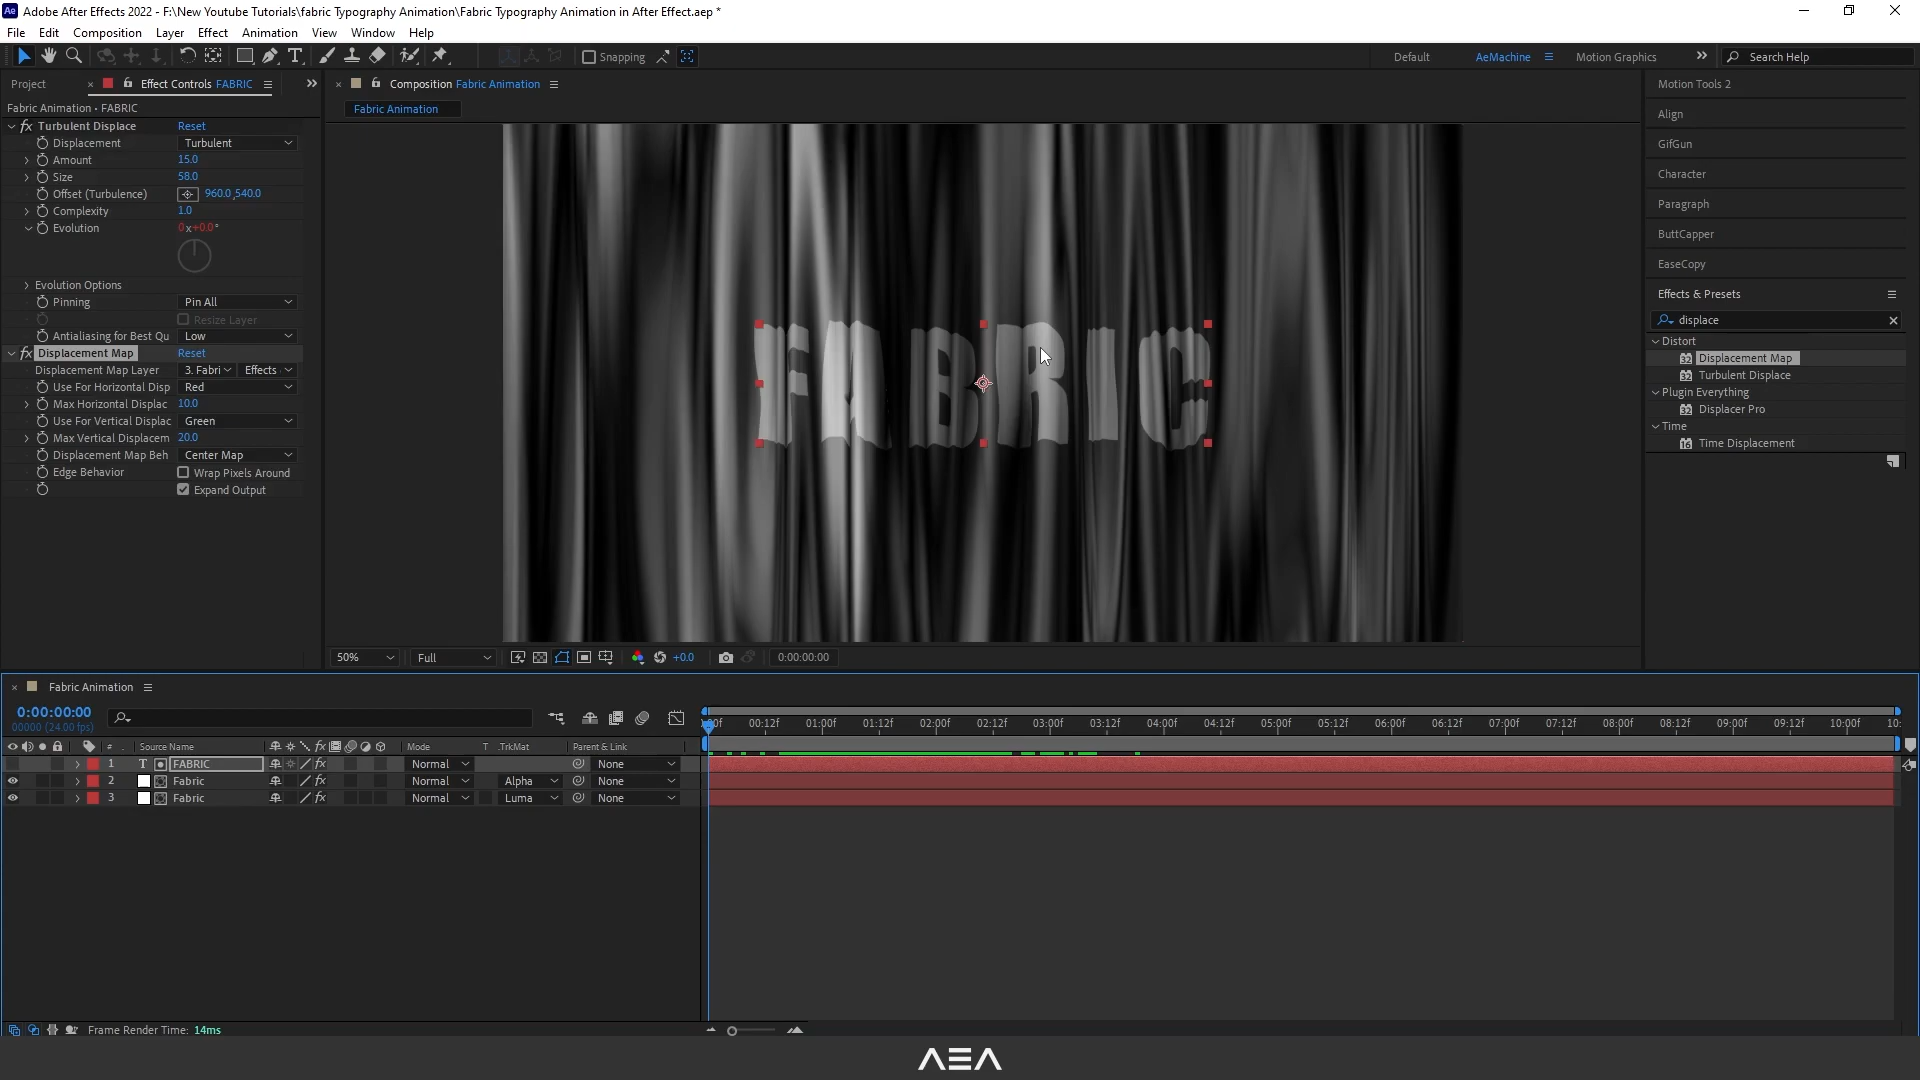 Adobe After Effects 2022 - F:\New Youtube Tutorials\fabric Typography Animation\Fabric Typography Animation in After Effect.aep *
File Edit Composition Layer Effect Animation View Window Help
Snapping Default AeMachine Motion Graphics Search Help
Project Effect Controls FABRIC
Fabric Animation • FABRIC
fx Turbulent Displace Reset
Displacement Turbulent
Amount 15.0
Size 58.0
Offset (Turbulence) 960.0,540.0
Complexity 1.0
Evolution 0x+0.0°
Evolution Options
Pinning Pin All
Resize Layer
Antialiasing for Best Qu Low
fx Displacement Map Reset
Displacement Map Layer 3. Fabri Effects
Use For Horizontal Disp Red
Max Horizontal Displac 10.0
Use For Vertical Displac Green
Max Vertical Displacem 20.0
Displacement Map Beh Center Map
Edge Behavior Wrap Pixels Around
Expand Output
Composition Fabric Animation
Fabric Animation
FABRIC
50% Full +0.0 0:00:00:00
Motion Tools 2
Align
GifGun
Character
Paragraph
ButtCapper
EaseCopy
Effects & Presets
displace
Distort
32 Displacement Map
32 Turbulent Displace
Plugin Everything
32 Displacer Pro
Time
16 Time Displacement
Fabric Animation
0:00:00:00
00000 (24.00 fps)
00f 00:12f 01:00f 01:12f 02:00f 02:12f 03:00f 03:12f 04:00f 04:12f 05:00f 05:12f 06:00f 06:12f 07:00f 07:12f 08:00f 08:12f 09:00f 09:12f 10:00f 10:
# Source Name fx Mode T .TrkMat Parent & Link
1 T FABRIC fx Normal None
2 Fabric fx Normal Alpha None
3 Fabric fx Normal Luma None
Frame Render Time: 14ms
AEA